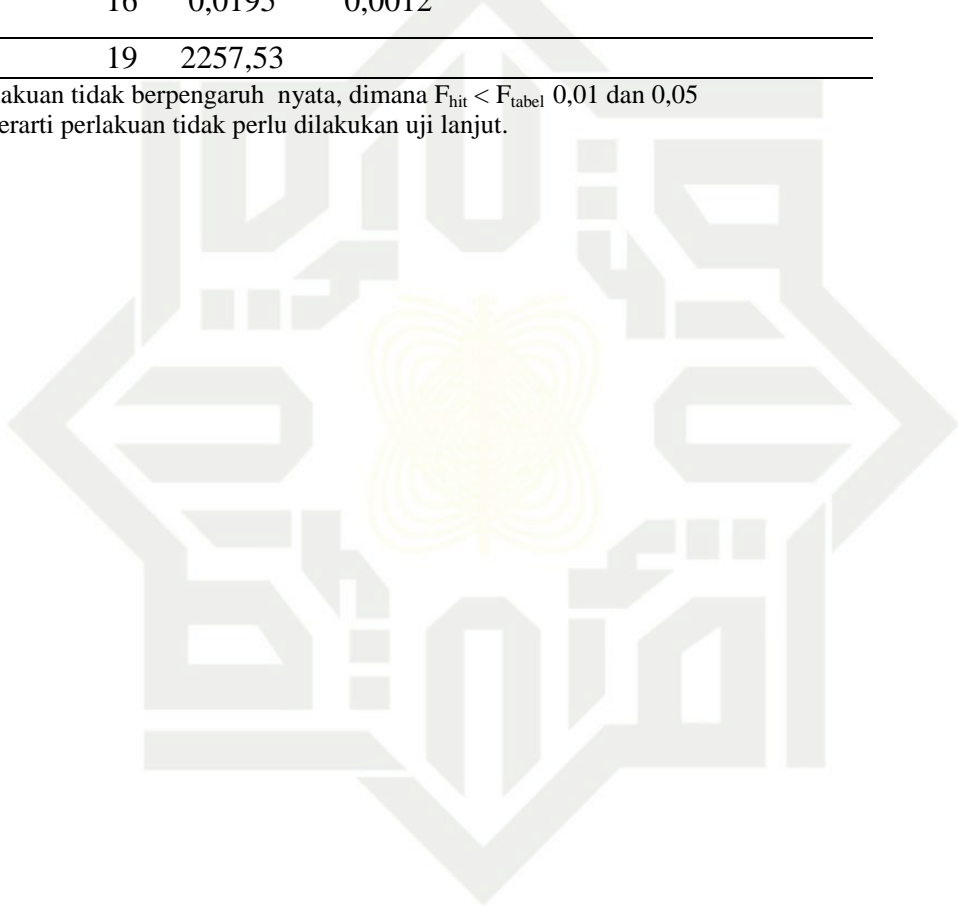 16 0,0195 0,0012
19 2257,53
lakuan tidak berpengaruh nyata, dimana Fhit < Ftabel 0,01 dan 0,05
erarti perlakuan tidak perlu dilakukan uji lanjut.